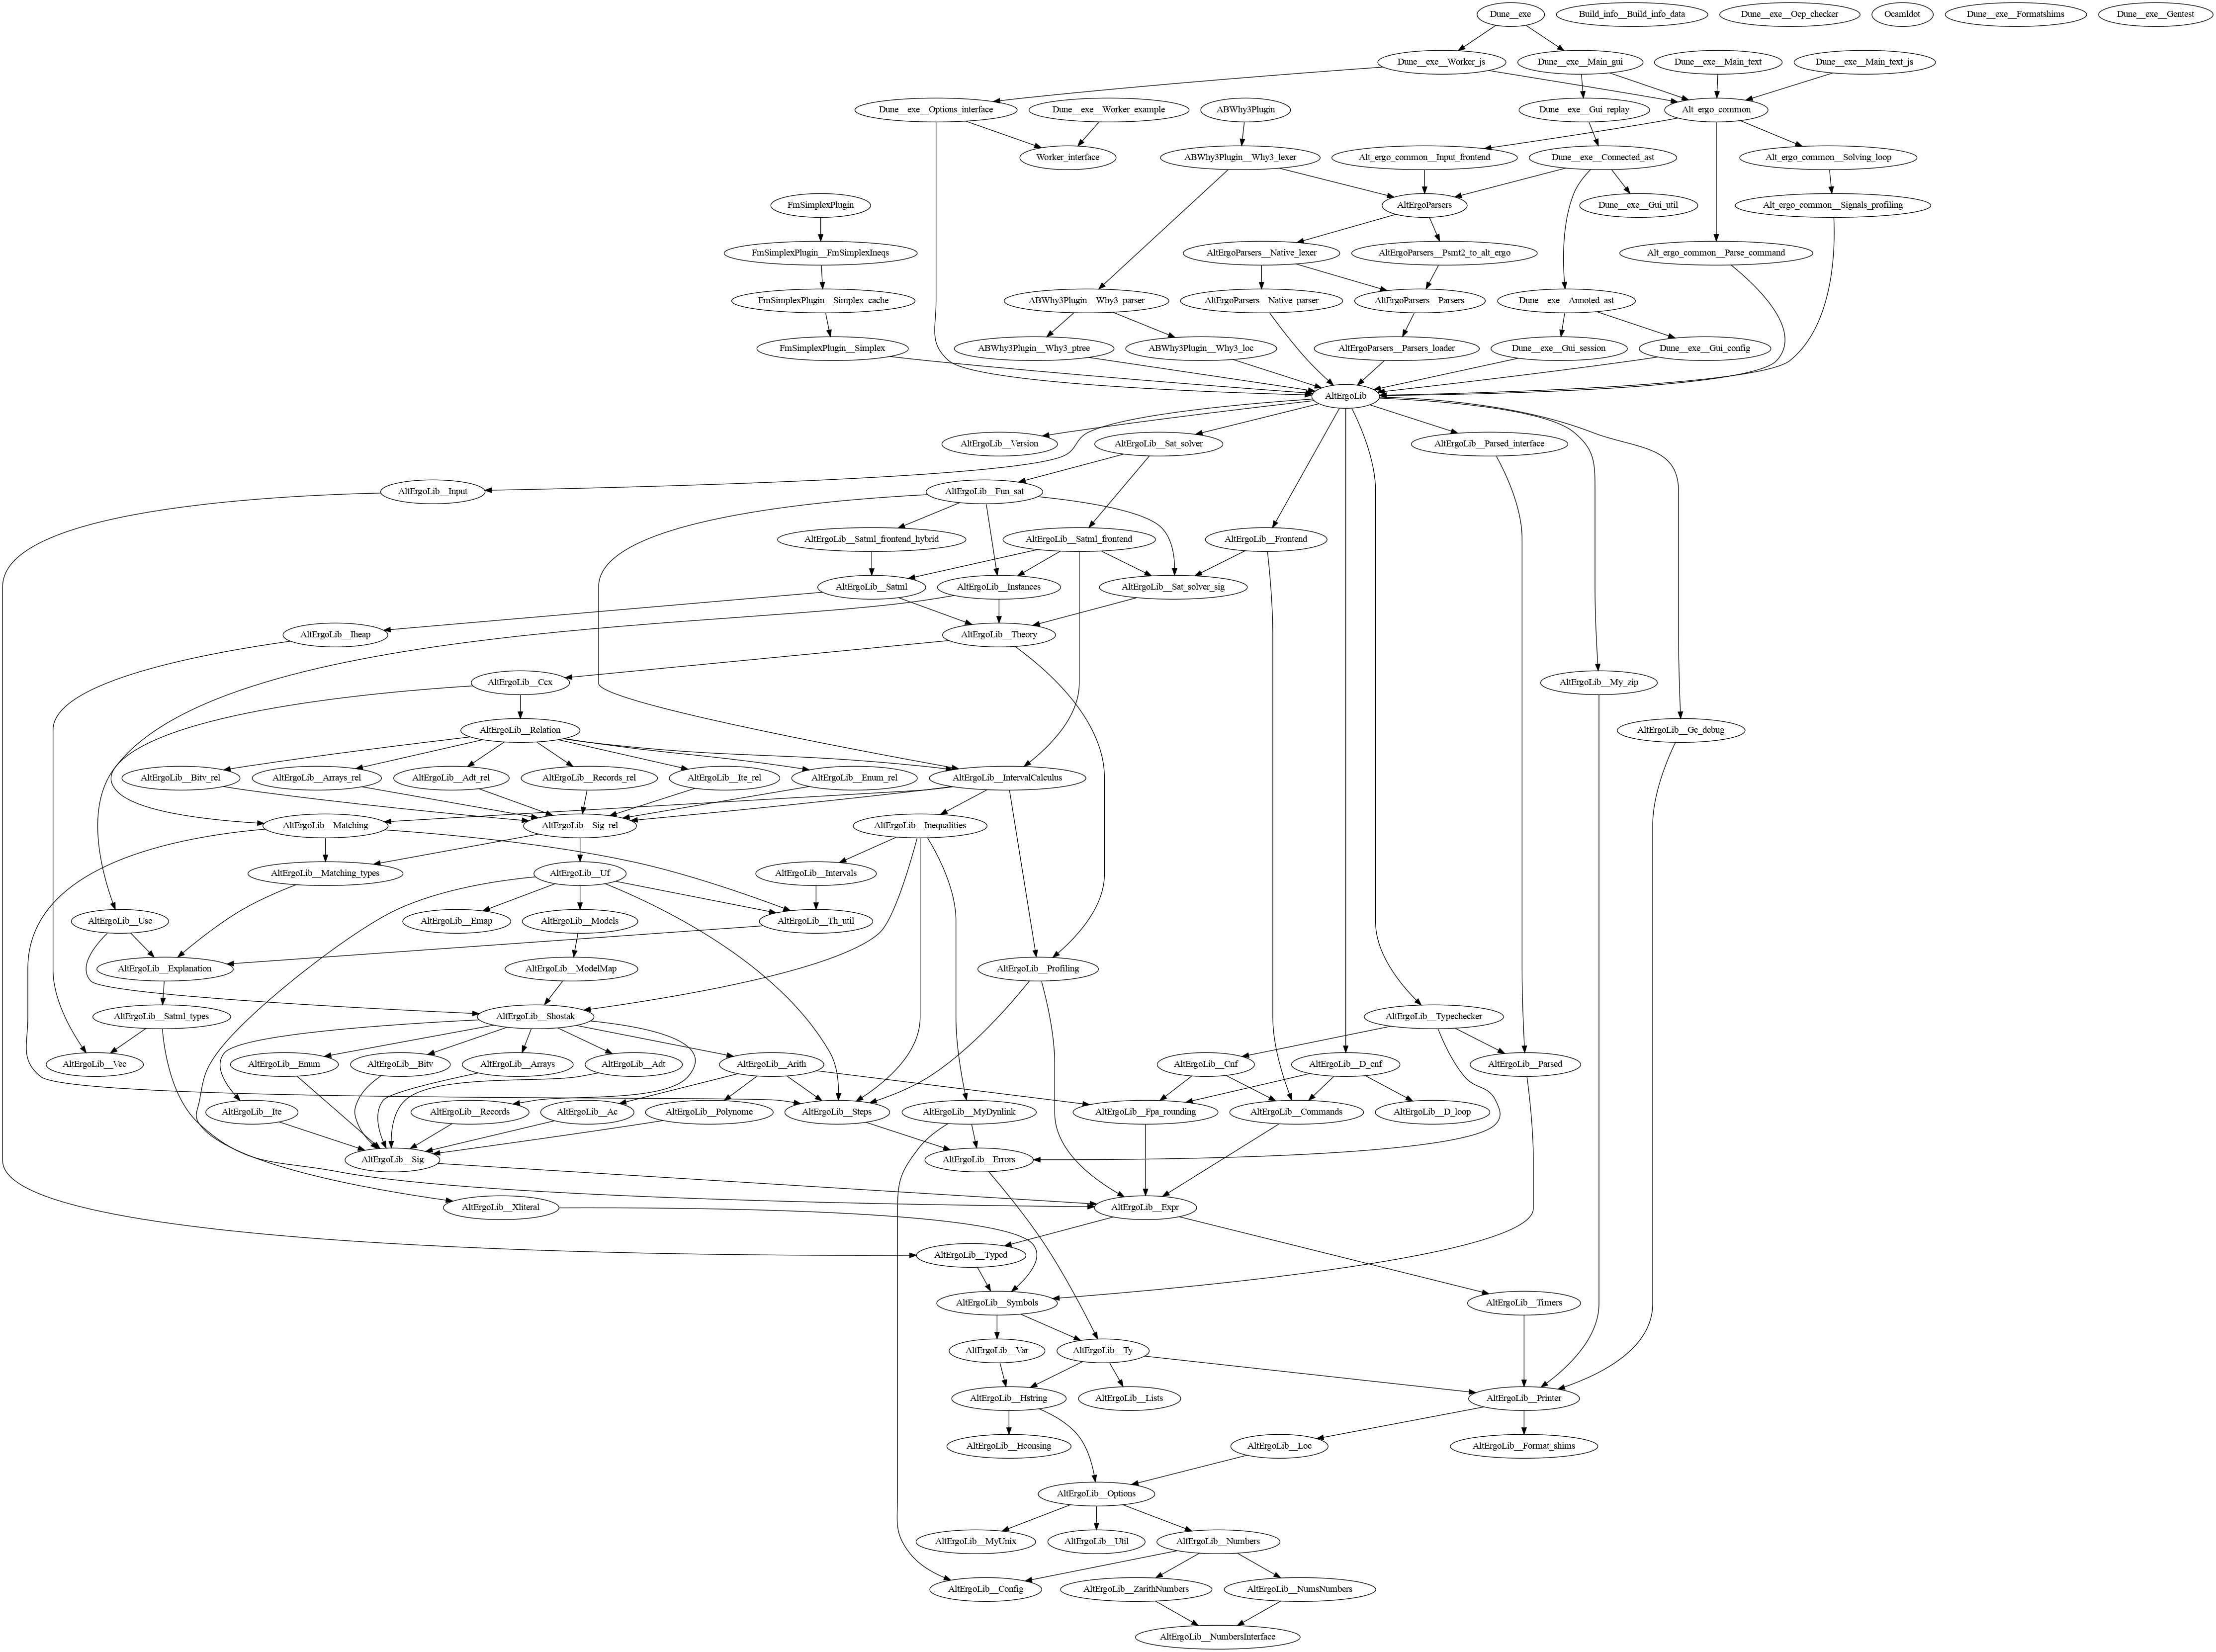 Dune__exe
Build_info__Build_info_data
Dune__exe__Ocp_checker
Ocamldot
Dune__exe__Formatshims
Dune__exe__Gentest
Dune__exe__Worker_js
Dune__exe__Main_gui
Dune__exe__Main_text
Dune__exe__Main_text_js
Dune__exe__Options_interface
Dune__exe__Worker_example
ABWhy3Plugin
Dune__exe__Gui_replay
Alt_ergo_common
Worker_interface
ABWhy3Plugin__Why3_lexer
Alt_ergo_common__Input_frontend
Dune__exe__Connected_ast
Alt_ergo_common__Solving_loop
FmSimplexPlugin
AltErgoParsers
Dune__exe__Gui_util
Alt_ergo_common__Signals_profiling
FmSimplexPlugin__FmSimplexIneqs
AltErgoParsers__Native_lexer
AltErgoParsers__Psmt2_to_alt_ergo
Alt_ergo_common__Parse_command
FmSimplexPlugin__Simplex_cache
ABWhy3Plugin__Why3_parser
AltErgoParsers__Native_parser
AltErgoParsers__Parsers
Dune__exe__Annoted_ast
FmSimplexPlugin__Simplex
ABWhy3Plugin__Why3_ptree
ABWhy3Plugin__Why3_loc
AltErgoParsers__Parsers_loader
Dune__exe__Gui_session
Dune__exe__Gui_config
AltErgoLib
AltErgoLib__Version
AltErgoLib__Sat_solver
AltErgoLib__Parsed_interface
AltErgoLib__Input
AltErgoLib__Fun_sat
AltErgoLib__Satml_frontend_hybrid
AltErgoLib__Satml_frontend
AltErgoLib__Frontend
AltErgoLib__Satml
AltErgoLib__Instances
AltErgoLib__Sat_solver_sig
AltErgoLib__Iheap
AltErgoLib__Theory
AltErgoLib__Ccx
AltErgoLib__My_zip
AltErgoLib__Relation
AltErgoLib__Gc_debug
AltErgoLib__Bitv_rel
AltErgoLib__Arrays_rel
AltErgoLib__Adt_rel
AltErgoLib__Records_rel
AltErgoLib__Ite_rel
AltErgoLib__Enum_rel
AltErgoLib__IntervalCalculus
AltErgoLib__Matching
AltErgoLib__Sig_rel
AltErgoLib__Inequalities
AltErgoLib__Matching_types
AltErgoLib__Uf
AltErgoLib__Intervals
AltErgoLib__Use
AltErgoLib__Emap
AltErgoLib__Models
AltErgoLib__Th_util
AltErgoLib__Explanation
AltErgoLib__ModelMap
AltErgoLib__Profiling
AltErgoLib__Satml_types
AltErgoLib__Shostak
AltErgoLib__Typechecker
AltErgoLib__Vec
AltErgoLib__Enum
AltErgoLib__Bitv
AltErgoLib__Arrays
AltErgoLib__Adt
AltErgoLib__Arith
AltErgoLib__Cnf
AltErgoLib__D_cnf
AltErgoLib__Parsed
AltErgoLib__Ite
AltErgoLib__Records
AltErgoLib__Ac
AltErgoLib__Polynome
AltErgoLib__Steps
AltErgoLib__MyDynlink
AltErgoLib__Fpa_rounding
AltErgoLib__Commands
AltErgoLib__D_loop
AltErgoLib__Sig
AltErgoLib__Errors
AltErgoLib__Xliteral
AltErgoLib__Expr
AltErgoLib__Typed
AltErgoLib__Symbols
AltErgoLib__Timers
AltErgoLib__Var
AltErgoLib__Ty
AltErgoLib__Hstring
AltErgoLib__Lists
AltErgoLib__Printer
AltErgoLib__Hconsing
AltErgoLib__Loc
AltErgoLib__Format_shims
AltErgoLib__Options
AltErgoLib__MyUnix
AltErgoLib__Util
AltErgoLib__Numbers
AltErgoLib__Config
AltErgoLib__ZarithNumbers
AltErgoLib__NumsNumbers
AltErgoLib__NumbersInterface